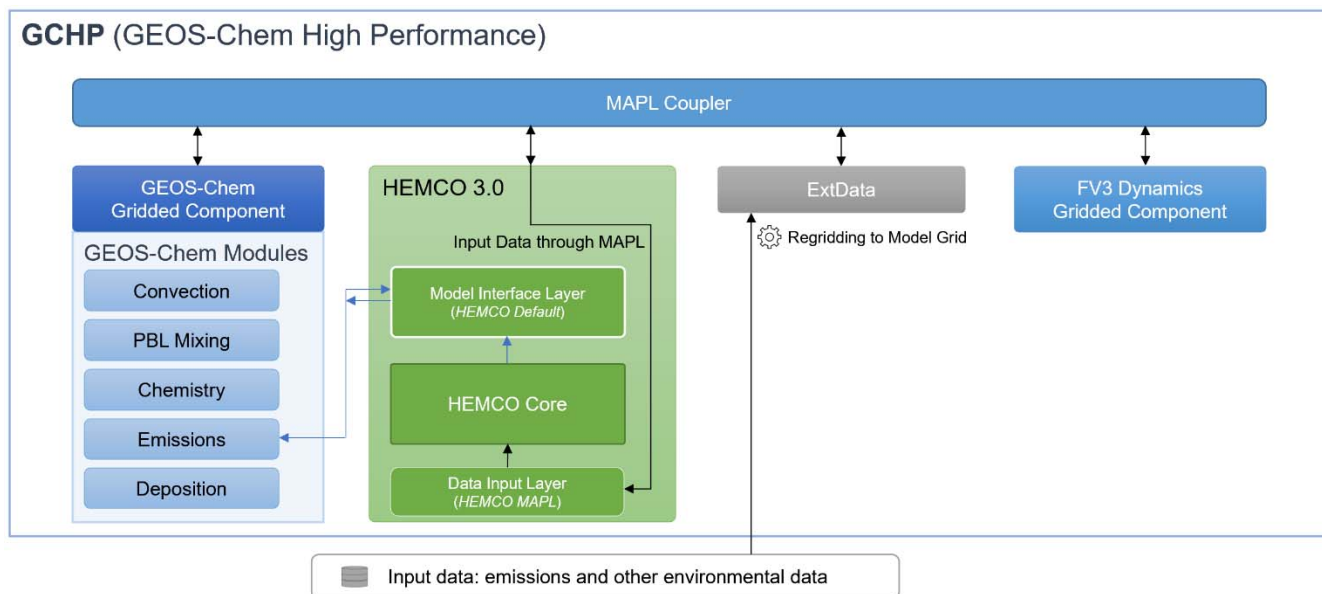 GCHP (GEOS-Chem High Performance)
MAPL Coupler
GEOS-Chem
Gridded Component
GEOS-Chem Modules
Convection
PBL Mixing
Chemistry
Emissions
Deposition
HEMCO 3.0
Input Data through MAPL
Model Interface Layer
(HEMCO Default)
HEMCO Core
Data Input Layer
(HEMCO MAPL)
ExtData
Regridding to Model Grid
FV3 Dynamics
Gridded Component
Input data: emissions and other environmental data